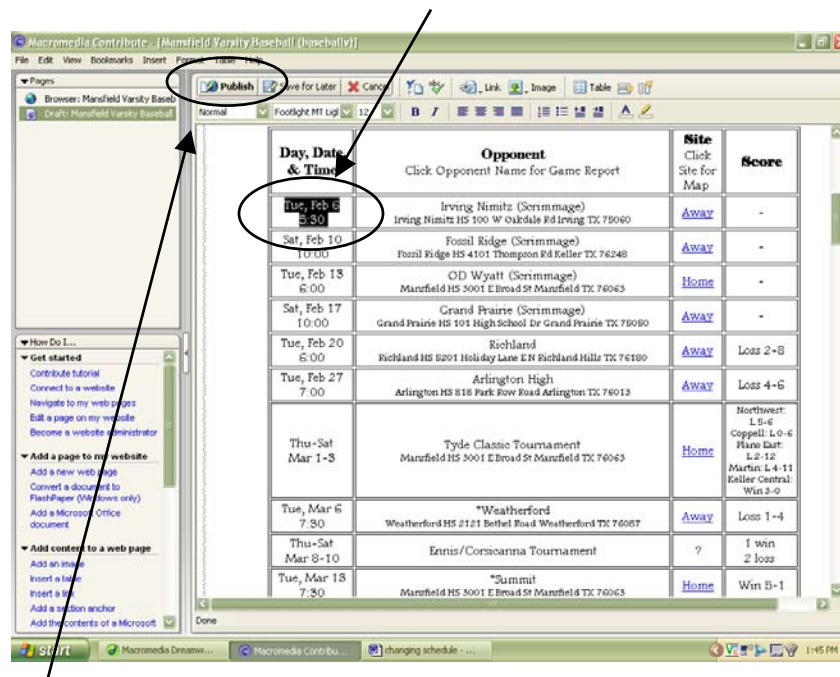 Macromedia Contribute - [Mansfield Varsity Baseball (baseballv)]
File Edit View Bookmarks Insert Format Table Help
Pages
Browser: Mansfield Varsity Baseb
Draft: Mansfield Varsity Baseball
Publish Save for Later Cancel Link Image Table
Normal Footlight MT Ligl 12 B I
Day, Date & Time
Opponent
Click Opponent Name for Game Report
Site
Click Site for Map
Score
Tue, Feb 6
5:30
Irving Nimitz (Scrimmage)
Irving Nimitz HS 100 W Oakdale Rd Irving TX 75060
Away
-
Sat, Feb 10
10:00
Fossil Ridge (Scrimmage)
Fossil Ridge HS 4101 Thompson Rd Keller TX 76248
Away
-
Tue, Feb 13
6:00
OD Wyatt (Scrimmage)
Mansfield HS 3001 E Broad St Mansfield TX 76063
Home
-
Sat, Feb 17
10:00
Grand Prairie (Scrimmage)
Grand Prairie HS 101 High School Dr Grand Prairie TX 75050
Away
-
Tue, Feb 20
6:00
Richland
Richland HS 5201 Holiday Lane E N Richland Hills TX 76180
Away
Loss 2-8
Tue, Feb 27
7:00
Arlington High
Arlington HS 818 Park Row Road Arlington TX 76013
Away
Loss 4-6
Thu-Sat
Mar 1-3
Tyde Classic Tournament
Mansfield HS 3001 E Broad St Mansfield TX 76063
Home
Northwest:
L 5-6
Coppell: L 0-6
Plano East:
L 2-12
Martin: L 4-11
Keller Central:
Win 3-0
Tue, Mar 6
7:30
*Weatherford
Weatherford HS 2121 Bethel Road Weatherford TX 76087
Away
Loss 1-4
Thu-Sat
Mar 8-10
Ennis/Corsicanna Tournament
?
1 win
2 loss
Tue, Mar 13
7:30
*Summit
Mansfield HS 3001 E Broad St Mansfield TX 76063
Home
Win 5-1
How Do I...
Get started
Contribute tutorial
Connect to a website
Navigate to my web pages
Edit a page on my website
Become a website administrator
Add a page to my website
Add a new web page
Convert a document to
FlashPaper (Windows only)
Add a Microsoft Office
document
Add content to a web page
Add an image
Insert a table
Insert a link
Add a section anchor
Add the contents of a Microsoft
Done
start Macromedia Dreamw... Macromedia Contribu... changing schedule - ... 1:45 PM